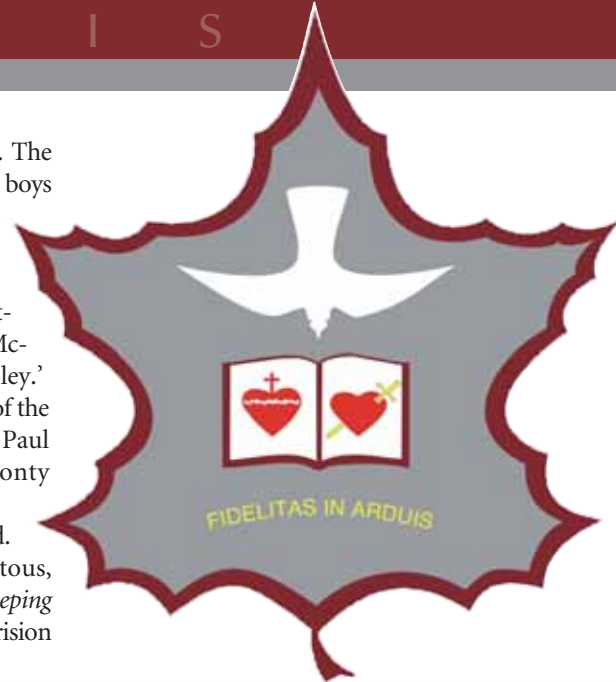 I S
. The
boys
t-
Mc-
ley.'
of the
Paul
onty
d.
tous,
eping
rision
FIDELITAS IN ARDUIS